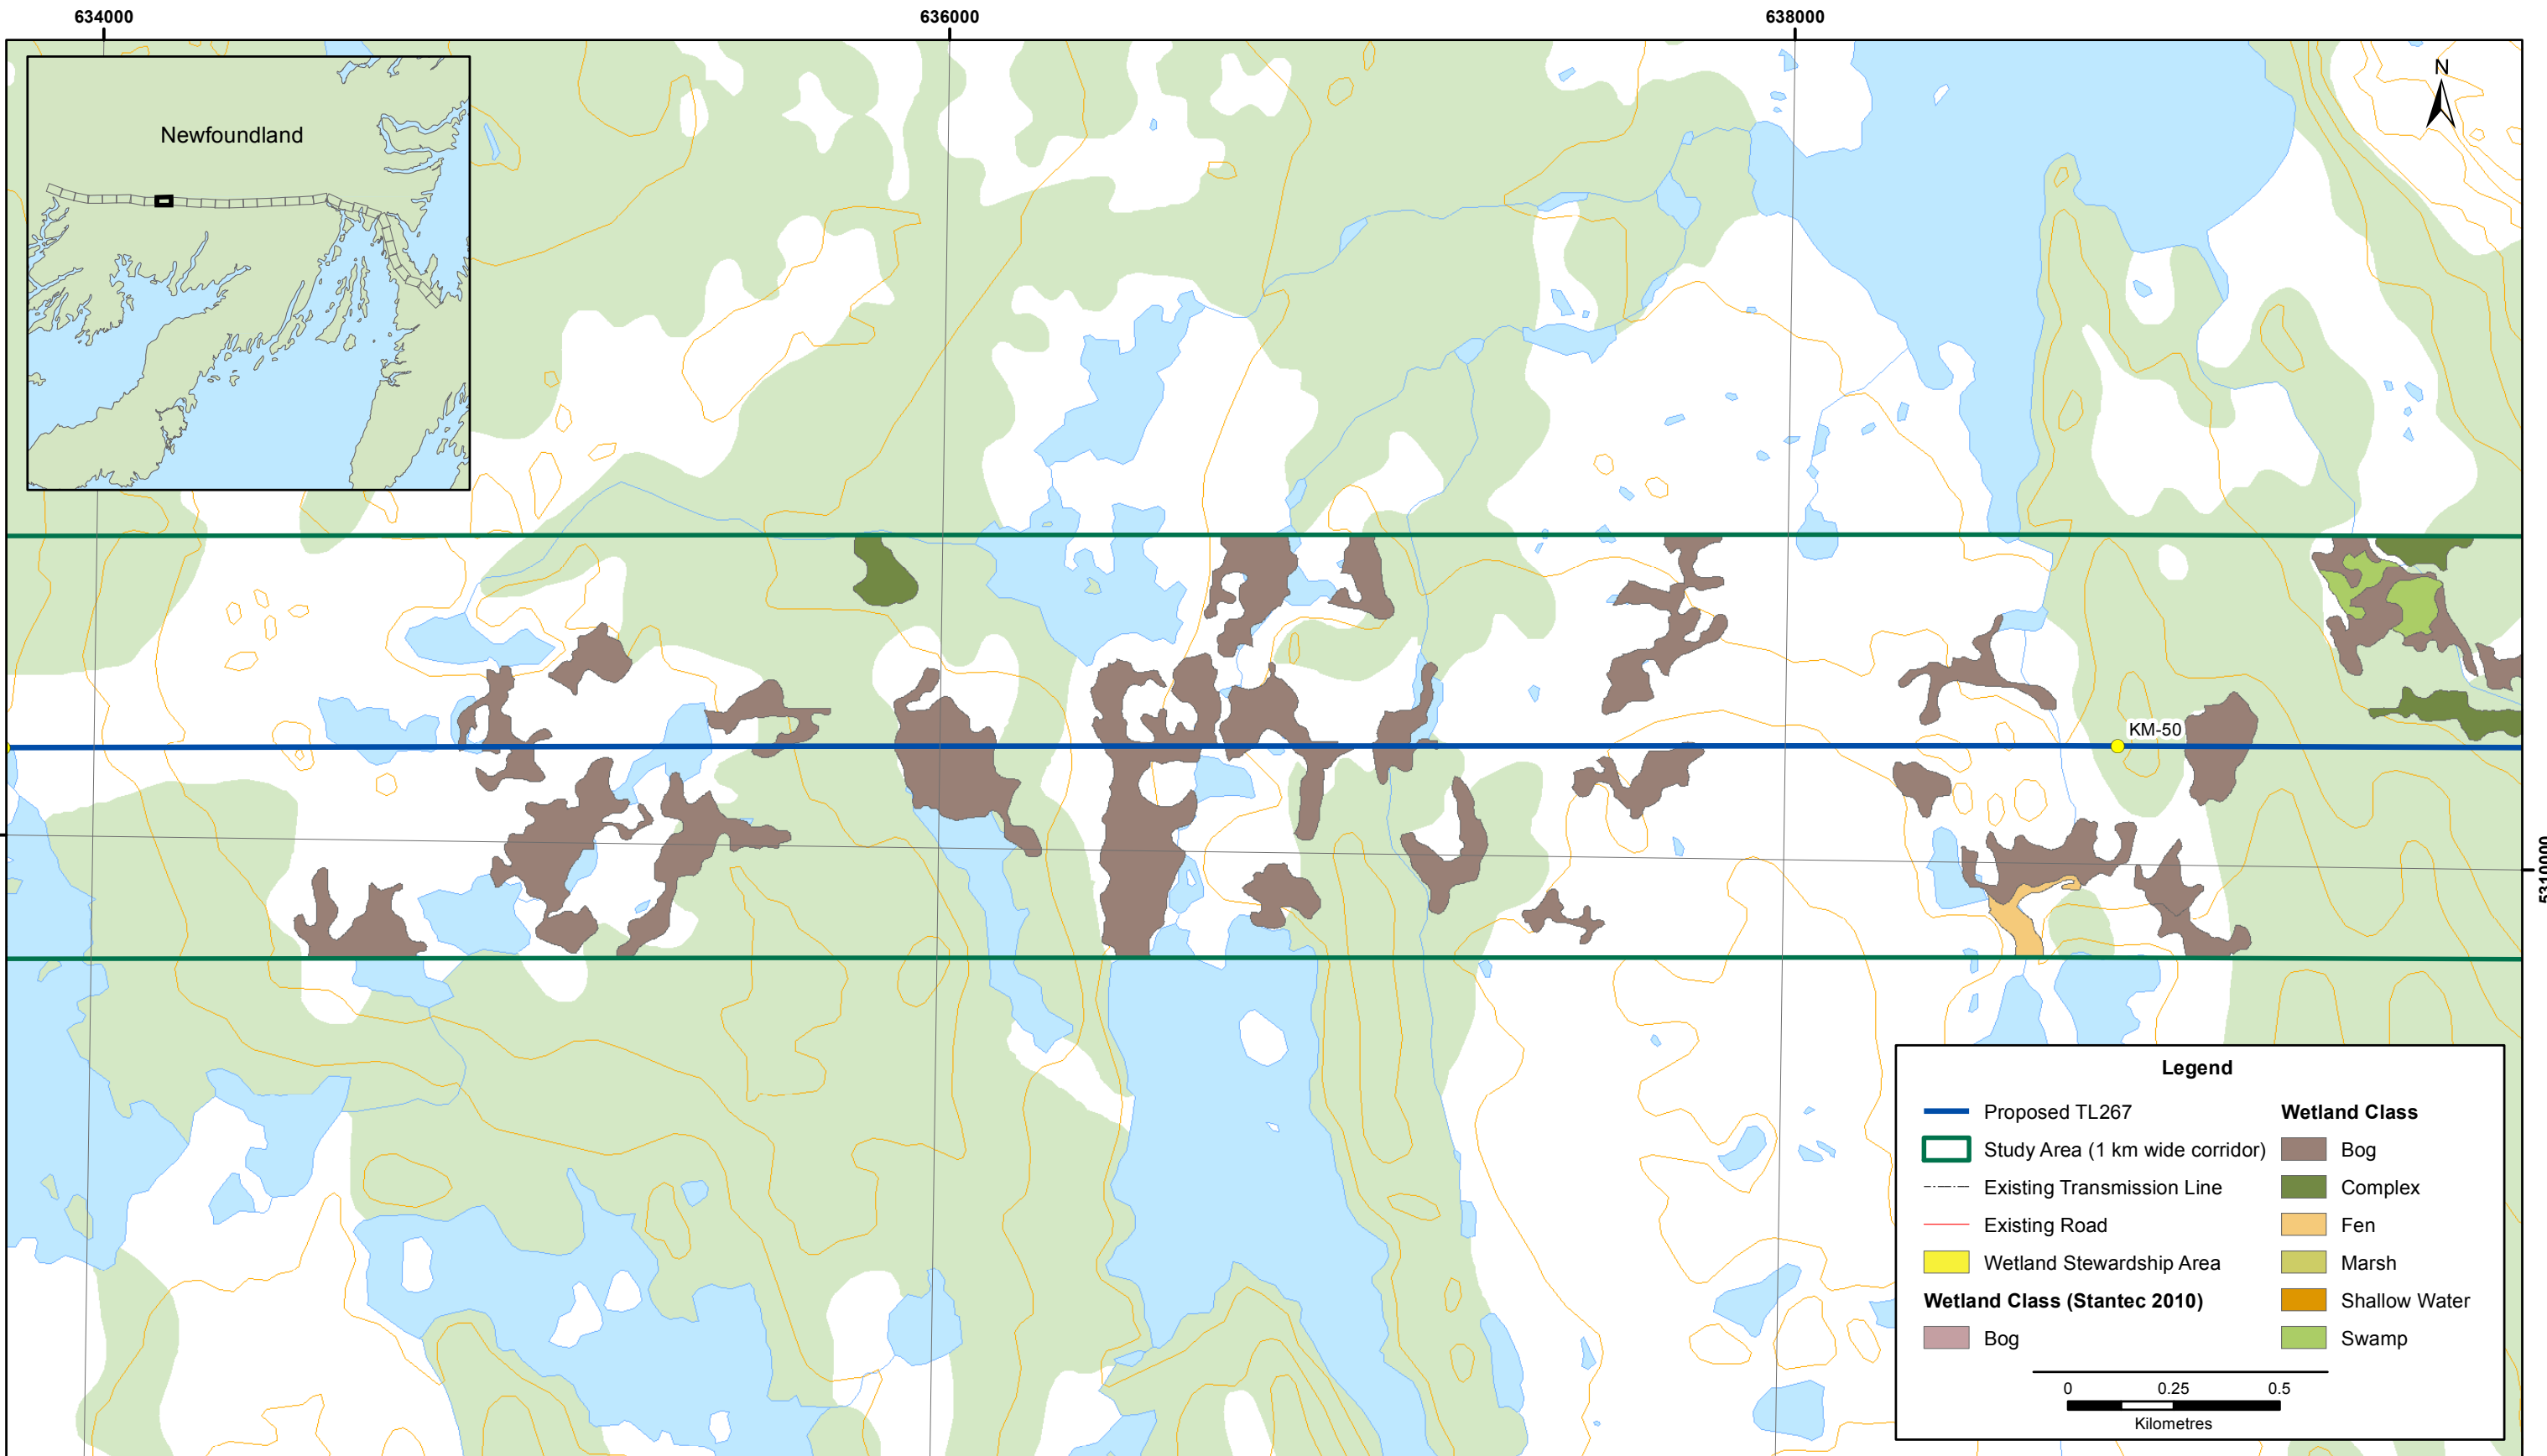 634000
636000
638000
Newfoundland
N
KM-50
Legend
Proposed TL267
Study Area (1 km wide corridor)
Existing Transmission Line
Existing Road
Wetland Stewardship Area
Wetland Class (Stantec 2010)
Bog
Wetland Class
Bog
Complex
Fen
Marsh
Shallow Water
Swamp
0 0.25 0.5
Kilometres